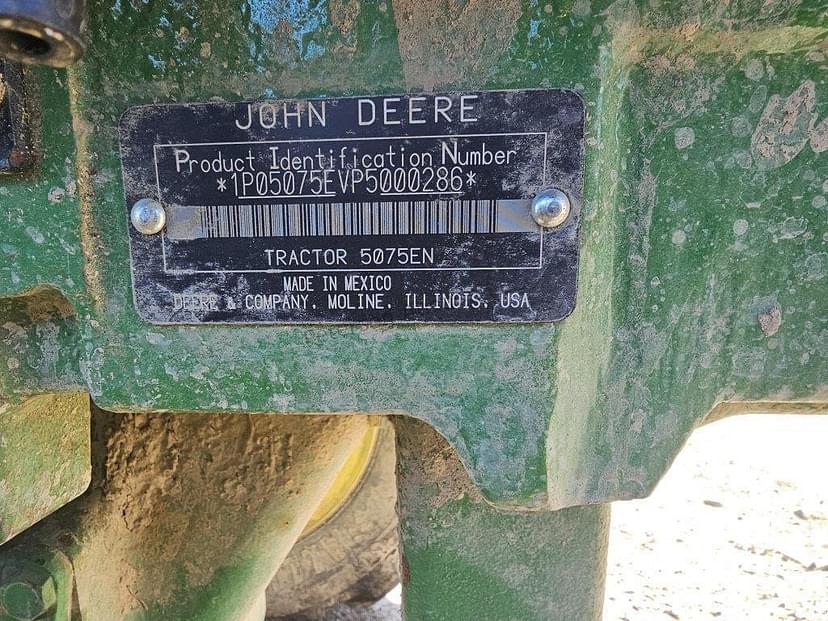 JOHN DEERE
Product Identification Number
*1P05075EVP5000286*
TRACTOR 5075EN
MADE IN MEXICO
DEERE & COMPANY, MOLINE, ILLINOIS, USA